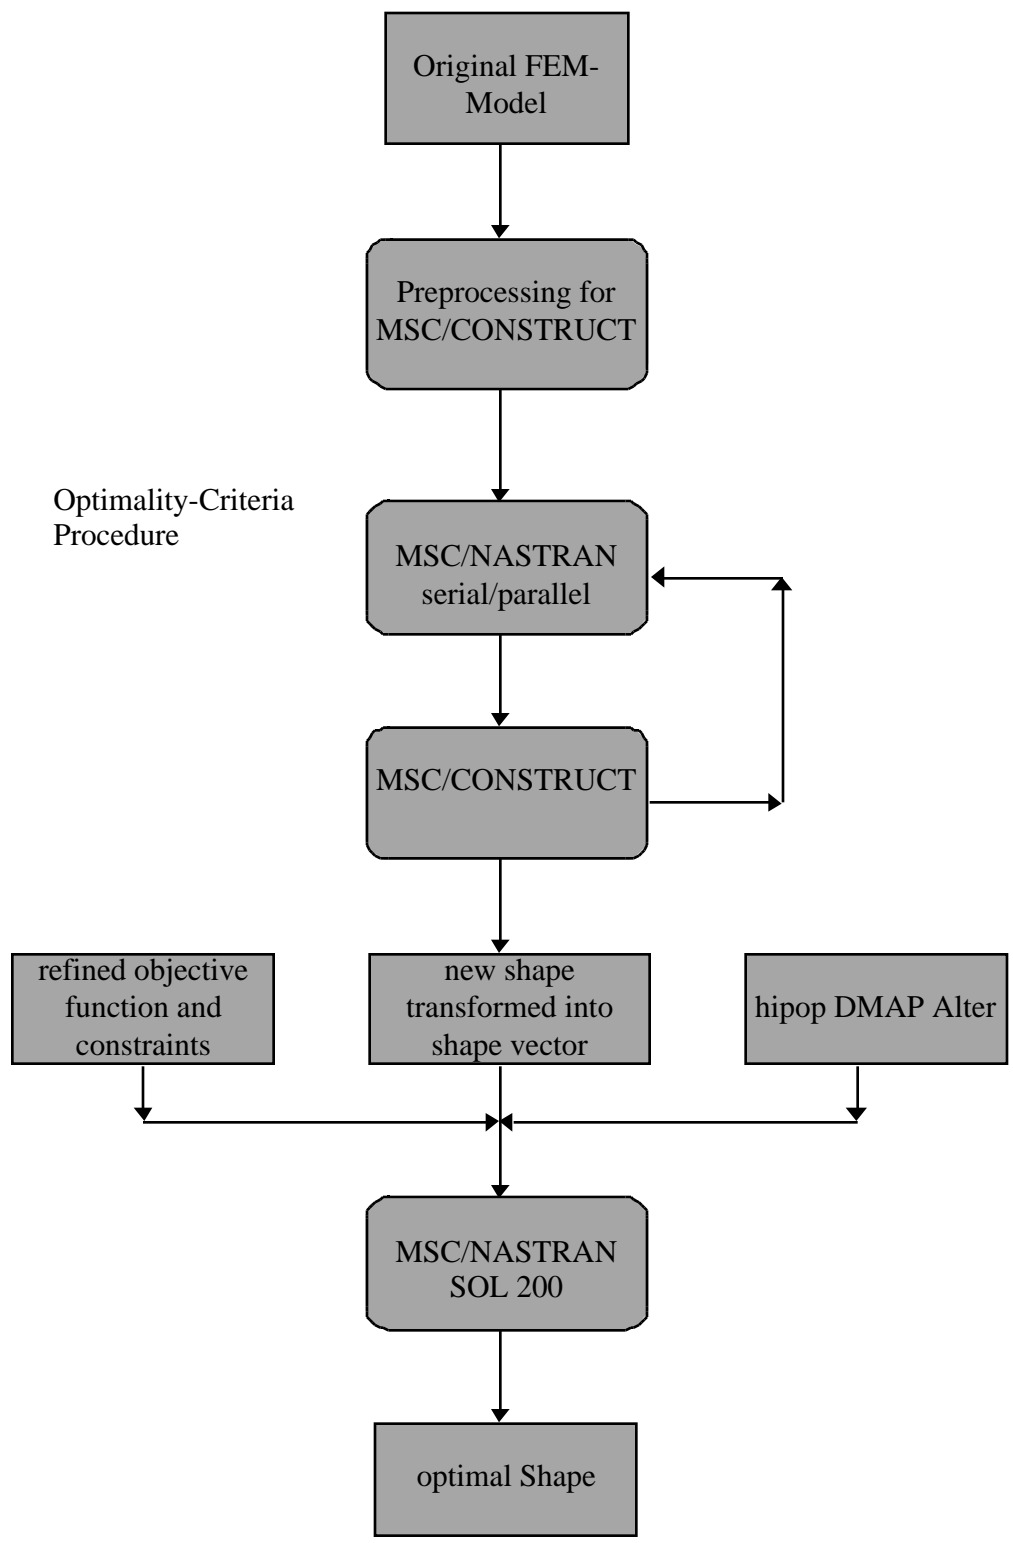 Original FEM-
Model
Preprocessing for
MSC/CONSTRUCT
Optimality-Criteria
Procedure
MSC/NASTRAN
serial/parallel
MSC/CONSTRUCT
refined objective
function and
constraints
new shape
transformed into
shape vector
hipop DMAP Alter
MSC/NASTRAN
SOL 200
optimal Shape